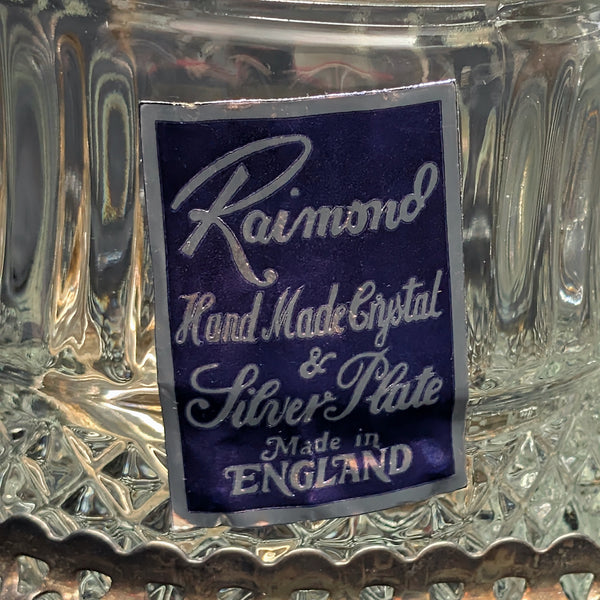 Raimond
Hand Made Crystal
&
Silver Plate
Made in
ENGLAND